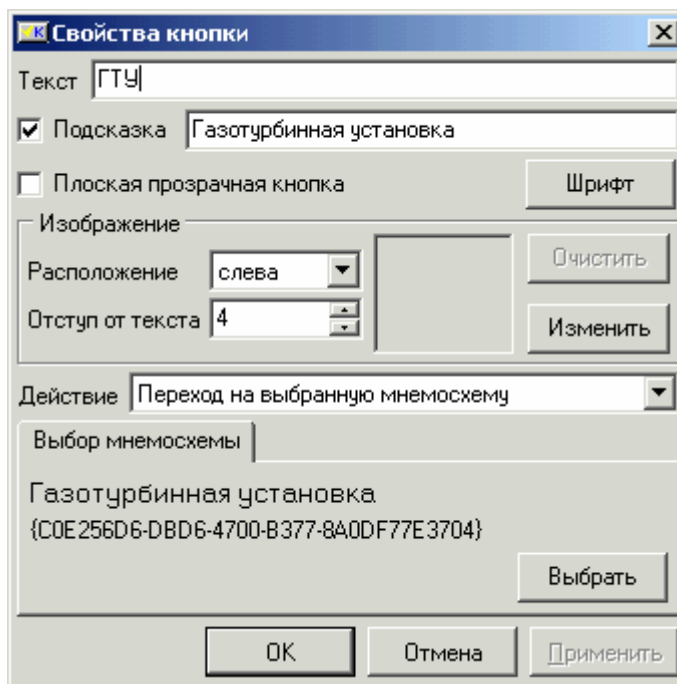 Свойства кнопки
Текст ГТУ
Подсказка Газотурбинная установка
Плоская прозрачная кнопка Шрифт
Изображение
Расположение слева Очистить
Отступ от текста 4 Изменить
Действие Переход на выбранную мнемосхему
Выбор мнемосхемы
Газотурбинная установка
{C0E256D6-DBD6-4700-B377-8A0DF77E3704}
Выбрать
OK Отмена Применить